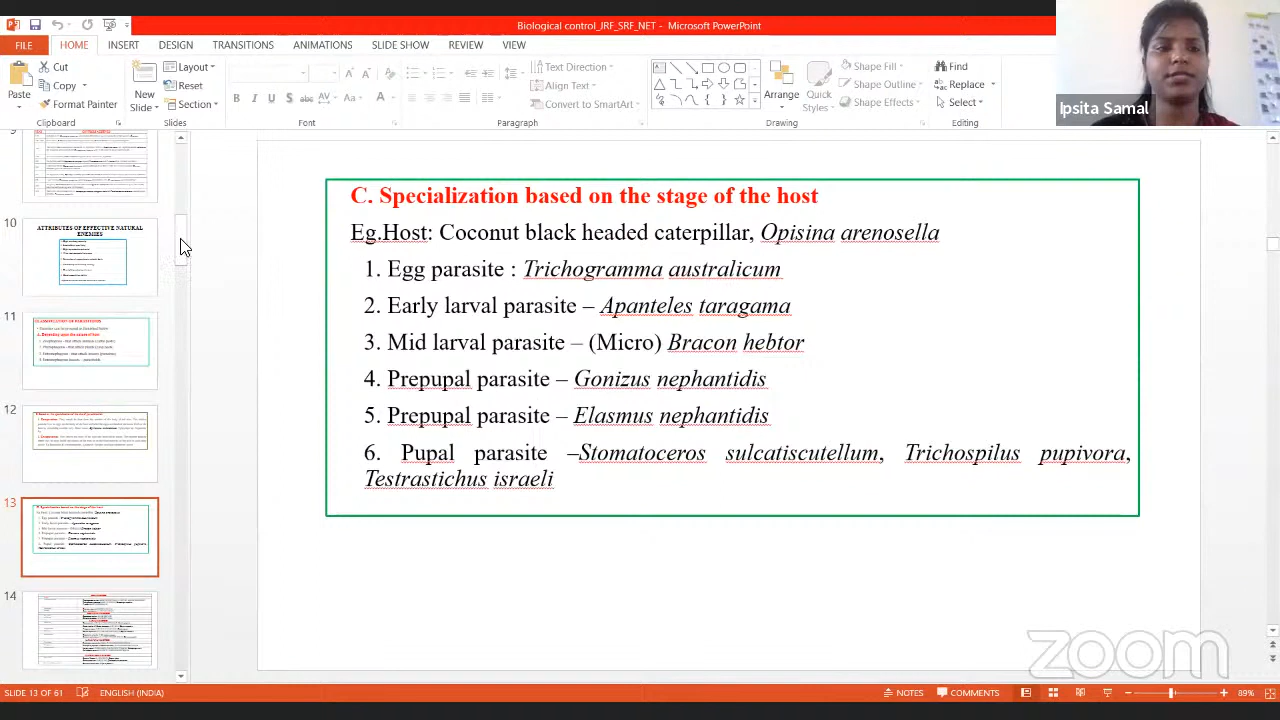 Biological control_JRF_SRF_NET - Microsoft PowerPoint
FILE HOME INSERT DESIGN TRANSITIONS ANIMATIONS SLIDE SHOW REVIEW VIEW
Cut
Copy
Format Painter
Paste
Clipboard
New
Slide
Layout
Reset
Section
Slides
Font
Text Direction
Align Text
Convert to SmartArt
Paragraph
Arrange
Quick
Styles
Shape Fill
Shape Outline
Shape Effects
Drawing
Find
Replace
Select
Editing
Ipsita Samal
9
10
ATTRIBUTES OF EFFECTIVE NATURAL
ENEMIES
11
12
13
14
C. Specialization based on the stage of the host
Eg.Host: Coconut black headed caterpillar, Opisina arenosella
1. Egg parasite : Trichogramma australicum
2. Early larval parasite – Apanteles taragama
3. Mid larval parasite – (Micro) Bracon hebtor
4. Prepupal parasite – Gonizus nephantidis
5. Prepupal parasite – Elasmus nephantidis
6. Pupal parasite –Stomatoceros sulcatiscutellum, Trichospilus pupivora,
Testrastichus israeli
zoom
SLIDE 13 OF 61 ENGLISH (INDIA) NOTES COMMENTS 89%